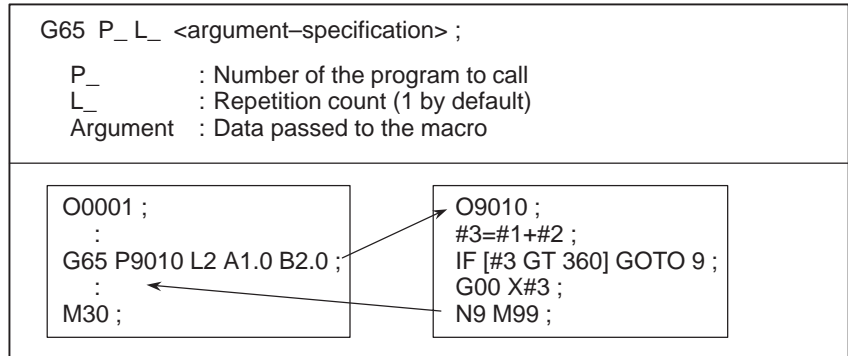 G65 P_ L_ <argument–specification> ;
P_ : Number of the program to call
L_ : Repetition count (1 by default)
Argument : Data passed to the macro
O0001 ;
:
G65 P9010 L2 A1.0 B2.0 ;
:
M30 ;
O9010 ;
#3=#1+#2 ;
IF [#3 GT 360] GOTO 9 ;
G00 X#3 ;
N9 M99 ;